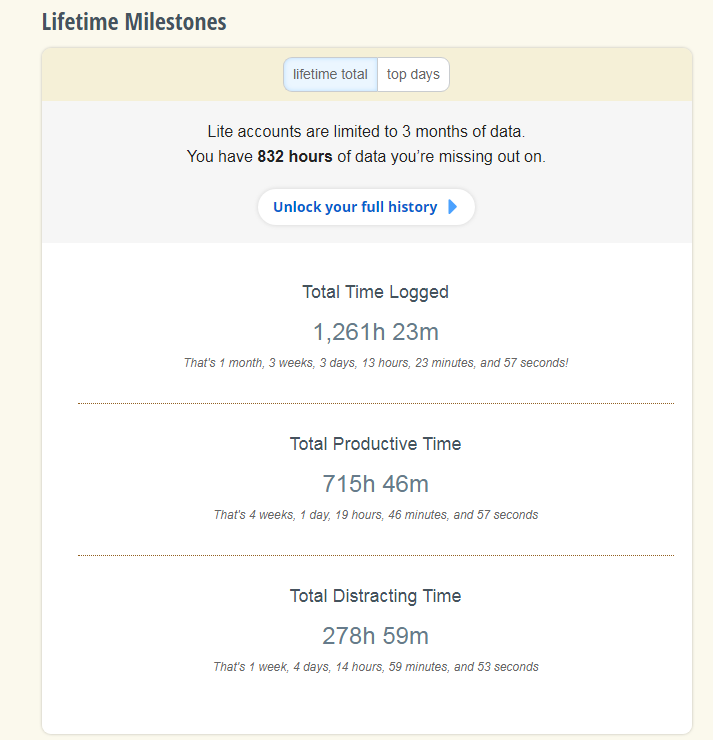 Lifetime Milestones
lifetime total top days
Lite accounts are limited to 3 months of data.
You have 832 hours of data you’re missing out on.
Unlock your full history
Total Time Logged
1,261h 23m
That's 1 month, 3 weeks, 3 days, 13 hours, 23 minutes, and 57 seconds!
Total Productive Time
715h 46m
That's 4 weeks, 1 day, 19 hours, 46 minutes, and 57 seconds
Total Distracting Time
278h 59m
That's 1 week, 4 days, 14 hours, 59 minutes, and 53 seconds